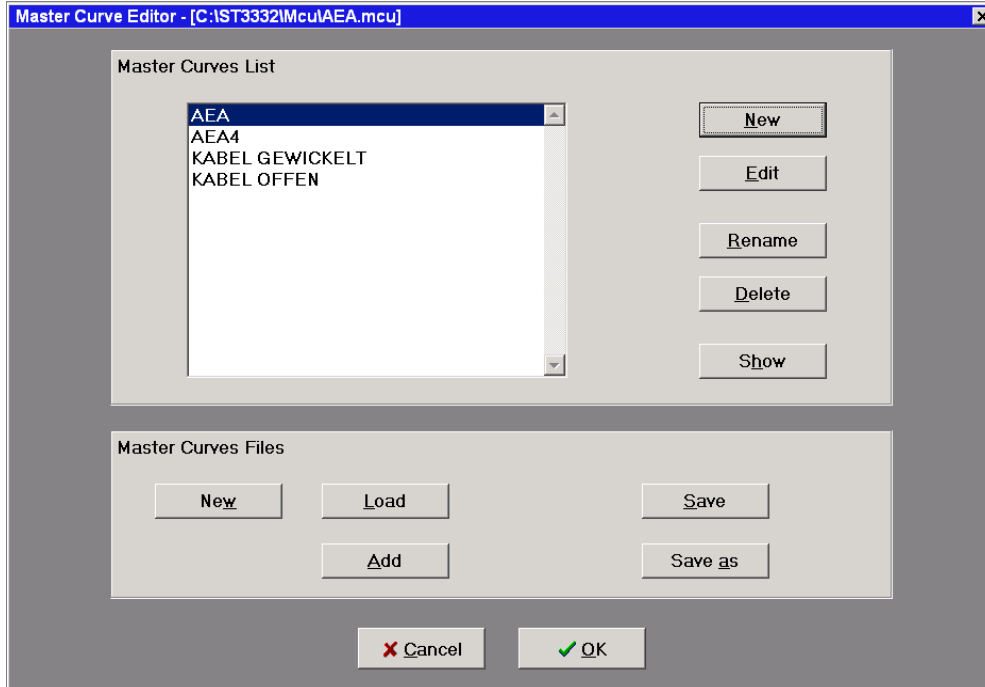 Master Curve Editor - [C:\ST3332\Mcu\AEA.mcu]
Master Curves List
AEA
AEA4
KABEL GEWICKELT
KABEL OFFEN
New
Edit
Rename
Delete
Show
Master Curves Files
New Load Save
Add Save as
Cancel OK